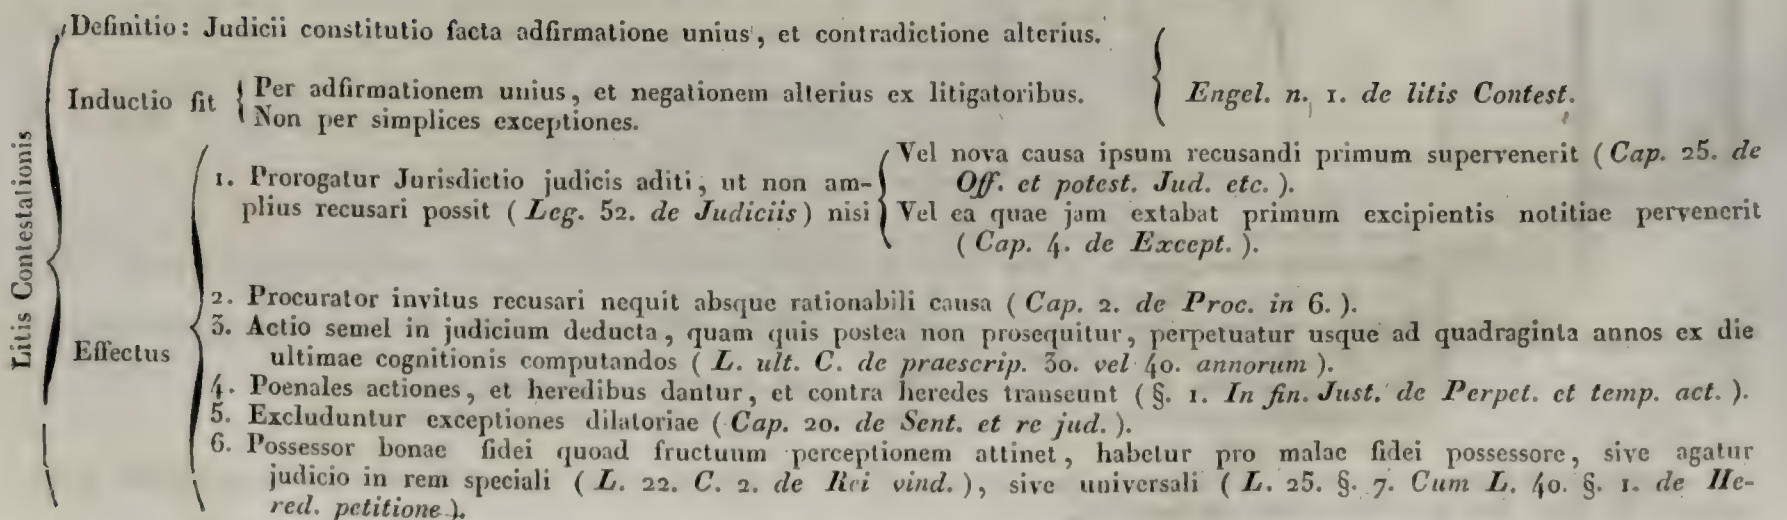 Litis Contestationis
Definitio: Judicii constitutio facta adfirmatione unius, et contradictione alterius.
Inductio fit
Per adfirmationem unius, et negationem alterius ex litigatoribus.
Non per simplices exceptiones.
Engel. n. 1. de litis Contest.
Effectus
1. Prorogatur Jurisdictio judicis aditi, ut non am-
plius recusari possit (Leg. 52. de Judiciis) nisi
Vel nova causa ipsum recusandi primum supervenerit (Cap. 25. de
Off. et potest. Jud. etc.).
Vel ea quae jam extabat primum excipientis notitiae pervenerit
(Cap. 4. de Except.).
2. Procurator invitus recusari nequit absque rationabili causa (Cap. 2. de Proc. in 6.).
3. Actio semel in judicium deducta, quam quis postea non prosequitur, perpetuatur usque ad quadraginta annos ex die
ultimae cognitionis computandos (L. ult. C. de praescrip. 30. vel 40. annorum).
4. Poenales actiones, et heredibus dantur, et contra heredes transeunt (§. 1. In fin. Just. de Perpet. et temp. act.).
5. Excluduntur exceptiones dilatoriae (Cap. 20. de Sent. et re jud.).
6. Possessor bonae fidei quoad fructuum perceptionem attinet, habetur pro malae fidei possessore, sive agatur
judicio in rem speciali (L. 22. C. 2. de Rei vind.), sive universali (L. 25. §. 7. Cum L. 40. §. 1. de He-
red. petitione).